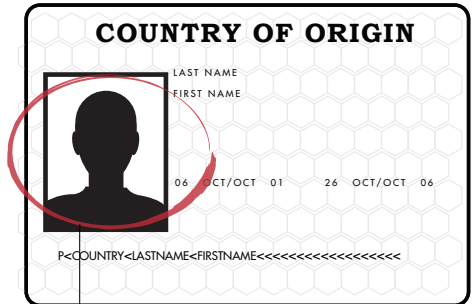 COUNTRY OF ORIGIN
LAST NAME
FIRST NAME
06 OCT/OCT 01 26 OCT/OCT 06
P<COUNTRY<LASTNAME<FIRSTNAME<<<<<<<<<<<<<<<<<<